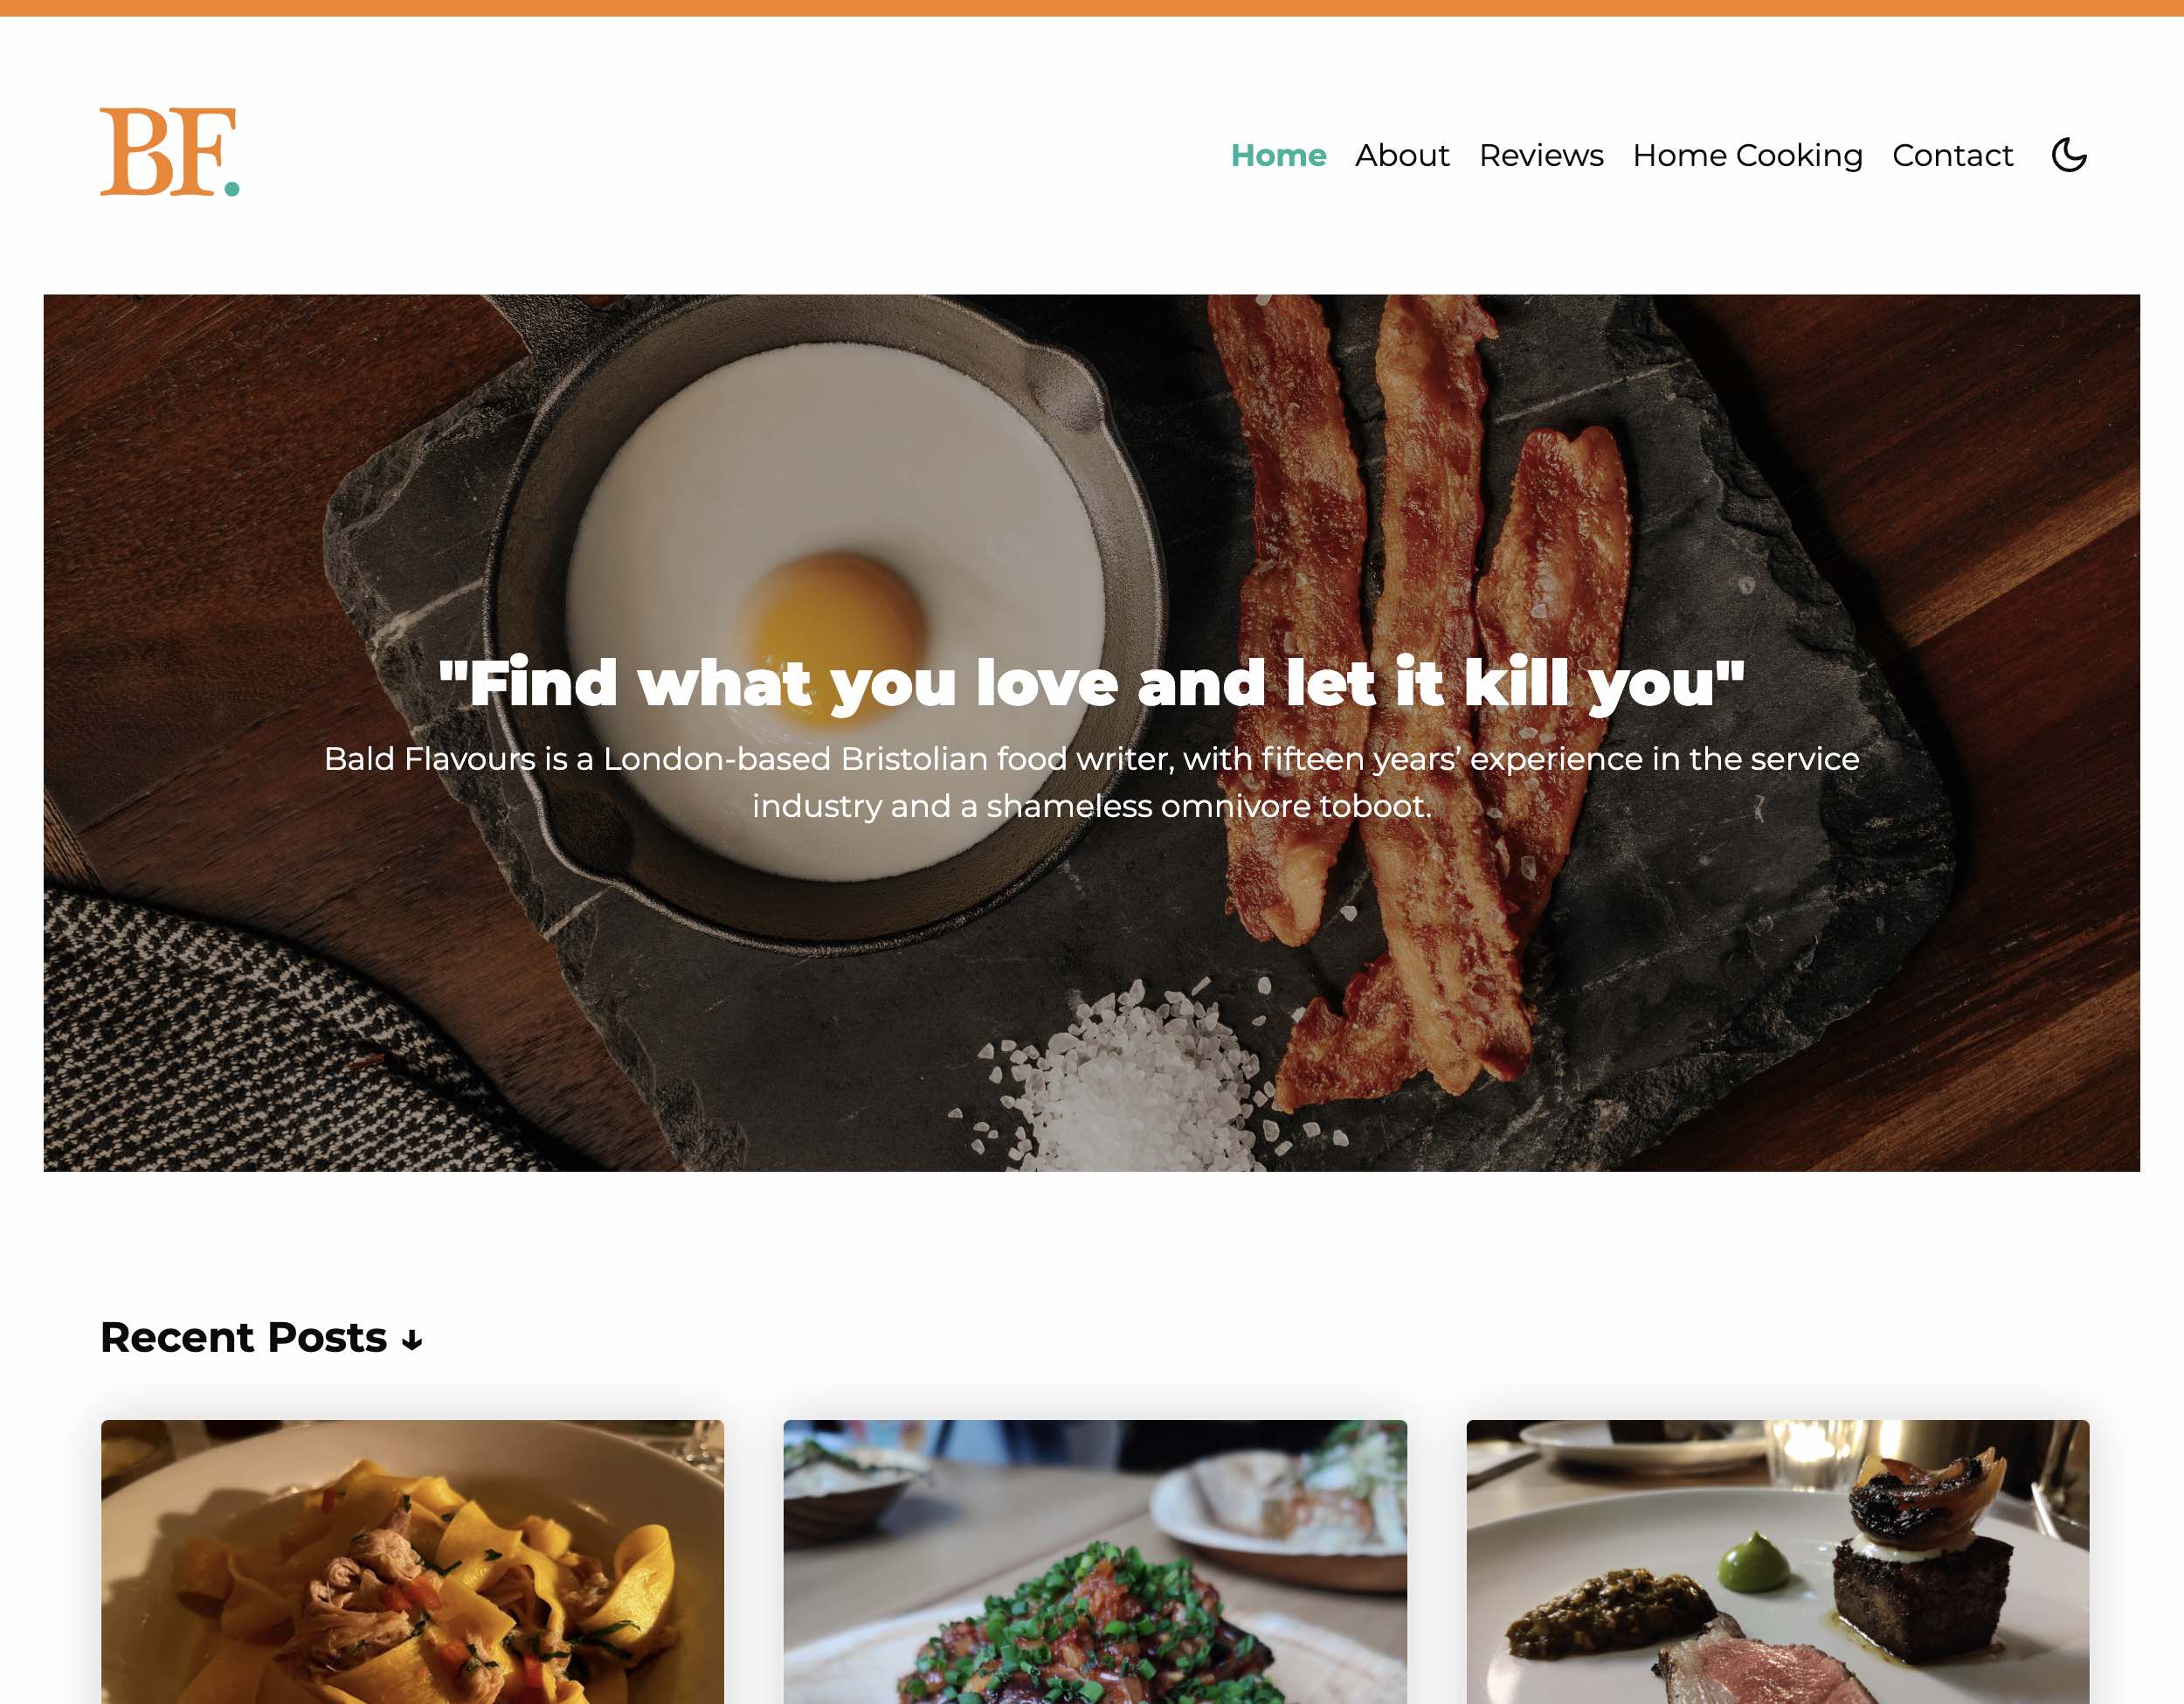 BF.
Home About Reviews Home Cooking Contact
"Find what you love and let it kill you"
Bald Flavours is a London-based Bristolian food writer, with fifteen years’ experience in the service
industry and a shameless omnivore toboot.
Recent Posts ↓